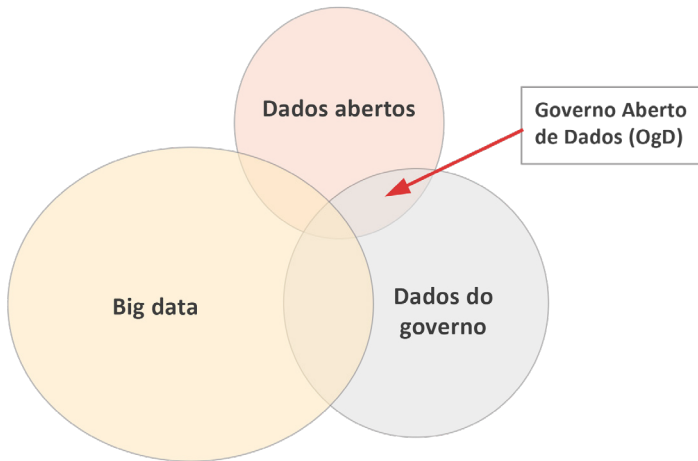 Dados abertos
Governo Aberto
de Dados (OgD)
Big data
Dados do
governo